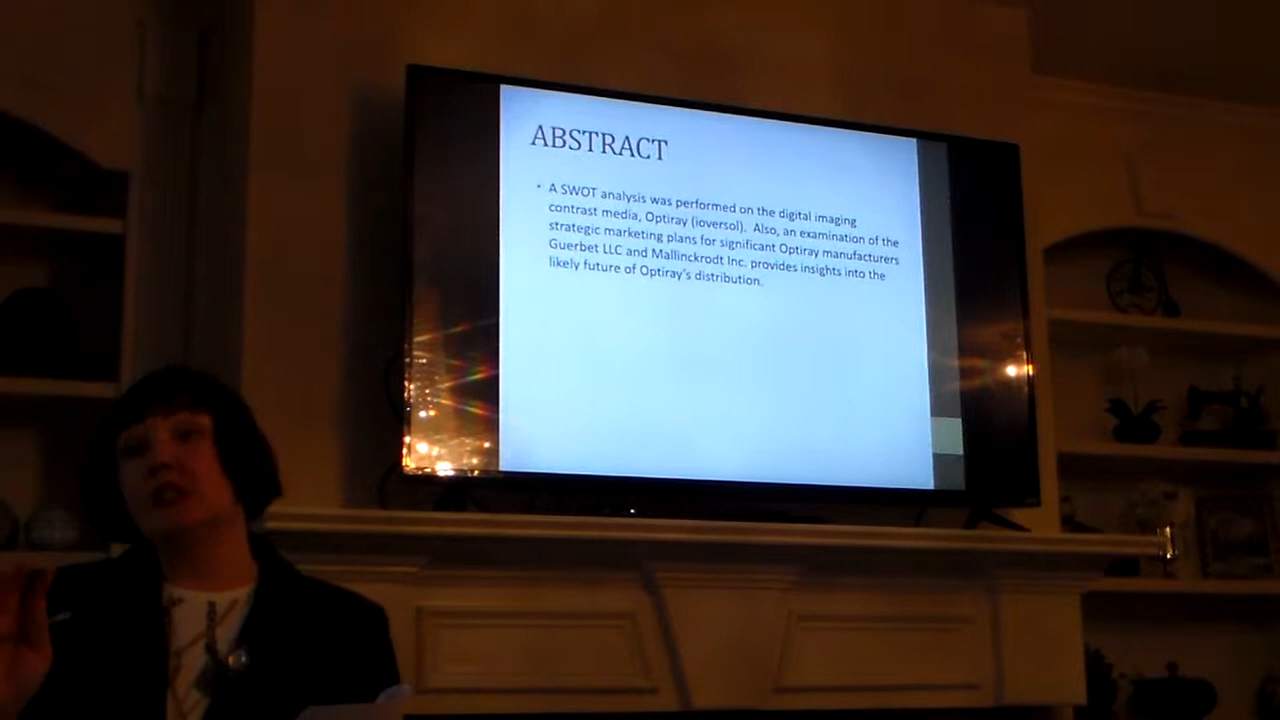 ABSTRACT
• A SWOT analysis was performed on the digital imaging
contrast media, Optiray (ioversol). Also, an examination of the
strategic marketing plans for significant Optiray manufacturers
Guerbet LLC and Mallinckrodt Inc. provides insights into the
likely future of Optiray's distribution.